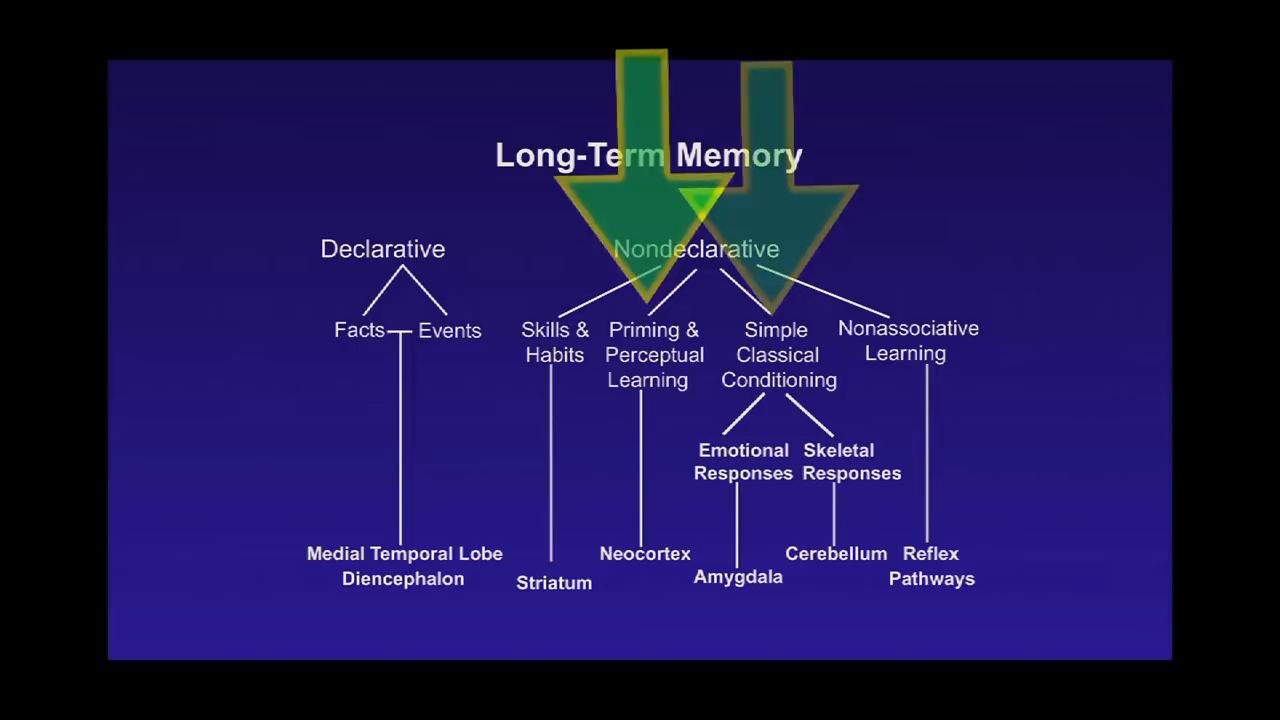 Long-Term Memory
Declarative
Nondeclarative
Facts
Events
Skills &
Habits
Priming &
Perceptual
Learning
Simple
Classical
Conditioning
Nonassociative
Learning
Emotional
Responses
Skeletal
Responses
Medial Temporal Lobe
Diencephalon
Striatum
Neocortex
Amygdala
Cerebellum
Reflex
Pathways